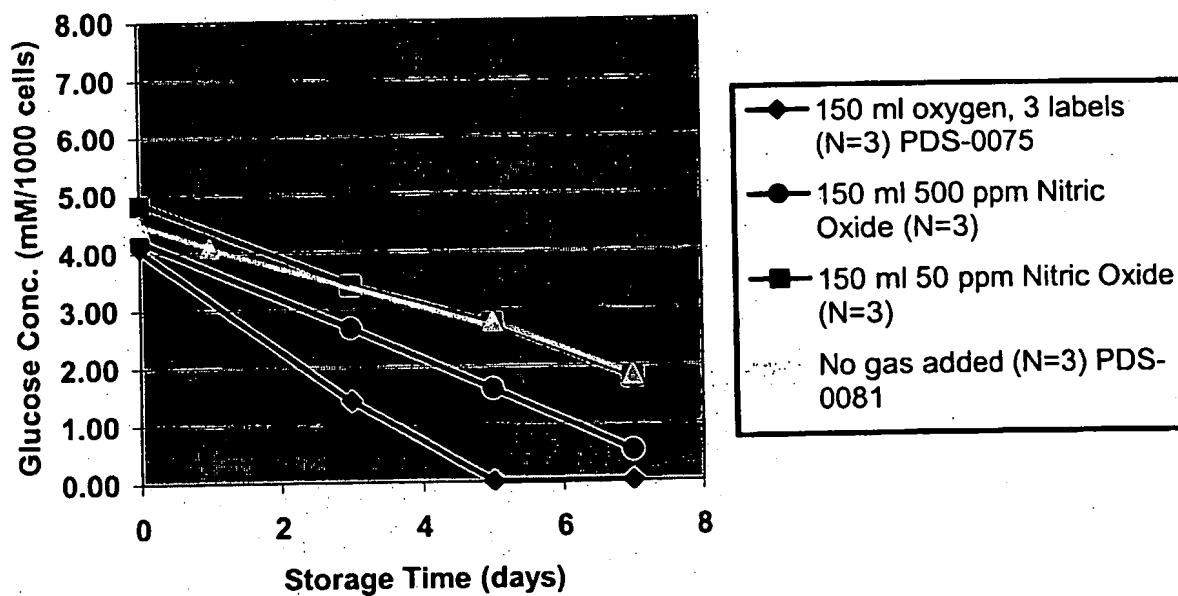 Glucose Conc. (mM/1000 cells)
8.00
7.00
6.00
5.00
4.00
3.00
2.00
1.00
0.00
0
2
4
6
8
Storage Time (days)
150 ml oxygen, 3 labels
(N=3) PDS-0075
150 ml 500 ppm Nitric
Oxide (N=3)
150 ml 50 ppm Nitric Oxide
(N=3)
No gas added (N=3) PDS-
0081